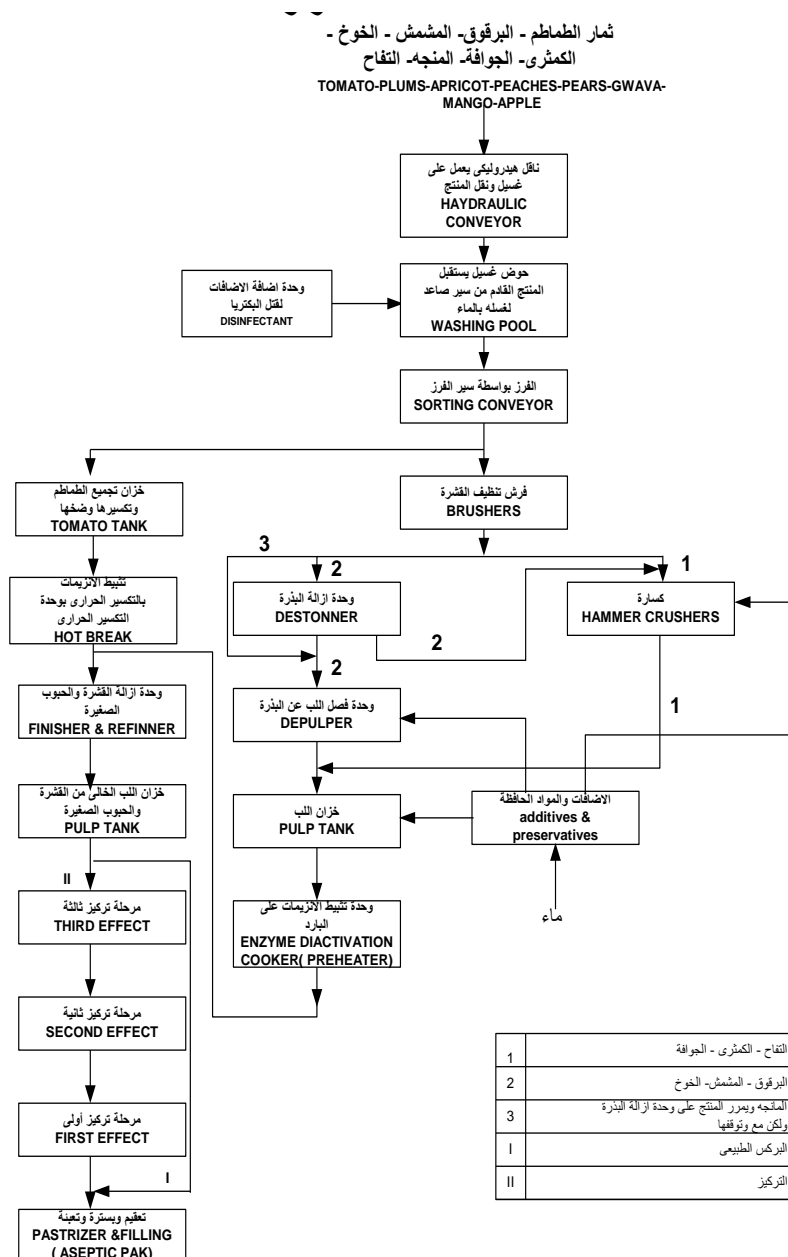 ثمار الطماطم - البرقوق- المشمش - الخوخ -
الكمثرى- الجوافة- المنجه- التفاح
TOMATO-PLUMS-APRICOT-PEACHES-PEARS-GWAVA-
MANGO-APPLE
ناقل هيدروليكى يعمل على
غسيل ونقل المنتج
HAYDRAULIC
CONVEYOR
حوض غسيل يستقبل
المنتج القادم من سير صاعد
لغسله بالماء
WASHING POOL
وحدة اضافة الاضافات
لقتل البكتريا
DISINFECTANT
الفرز بواسطة سير الفرز
SORTING CONVEYOR
خزان تجميع الطماطم
وتكسيرها وضخها
TOMATO TANK
فرش تنظيف القشرة
BRUSHERS
3
2
1
تثبيط الانزيمات
بالتكسير الحرارى بوحدة
التكسير الحرارى
HOT BREAK
وحدة ازالة البذرة
DESTONNER
كسارة
HAMMER CRUSHERS
2
2
1
وحدة ازالة القشرة والحبوب
الصغيرة
FINISHER & REFINNER
وحدة فصل اللب عن البذرة
DEPULPER
خزان اللب الخالى من القشرة
والحبوب الصغيرة
PULP TANK
خزان اللب
PULP TANK
الاضافات والمواد الحافظة
additives &
preservatives
ماء
II
مرحلة تركيز ثالثة
THIRD EFFECT
وحدة تثبيط الانزيمات على
البارد
ENZYME DIACTIVATION
COOKER( PREHEATER)
مرحلة تركيز ثانية
SECOND EFFECT
مرحلة تركيز أولى
FIRST EFFECT
I
تعقيم وبسترة وتعبئة
PASTRIZER &FILLING
( ASEPTIC PAK)
1 التفاح - الكمثرى - الجوافة
2 البرقوق - المشمش- الخوخ
3 المانجه ويمرر المنتج على وحدة ازالة البذرة
ولكن مع وتوقفها
I البركس الطبيعى
II التركيز